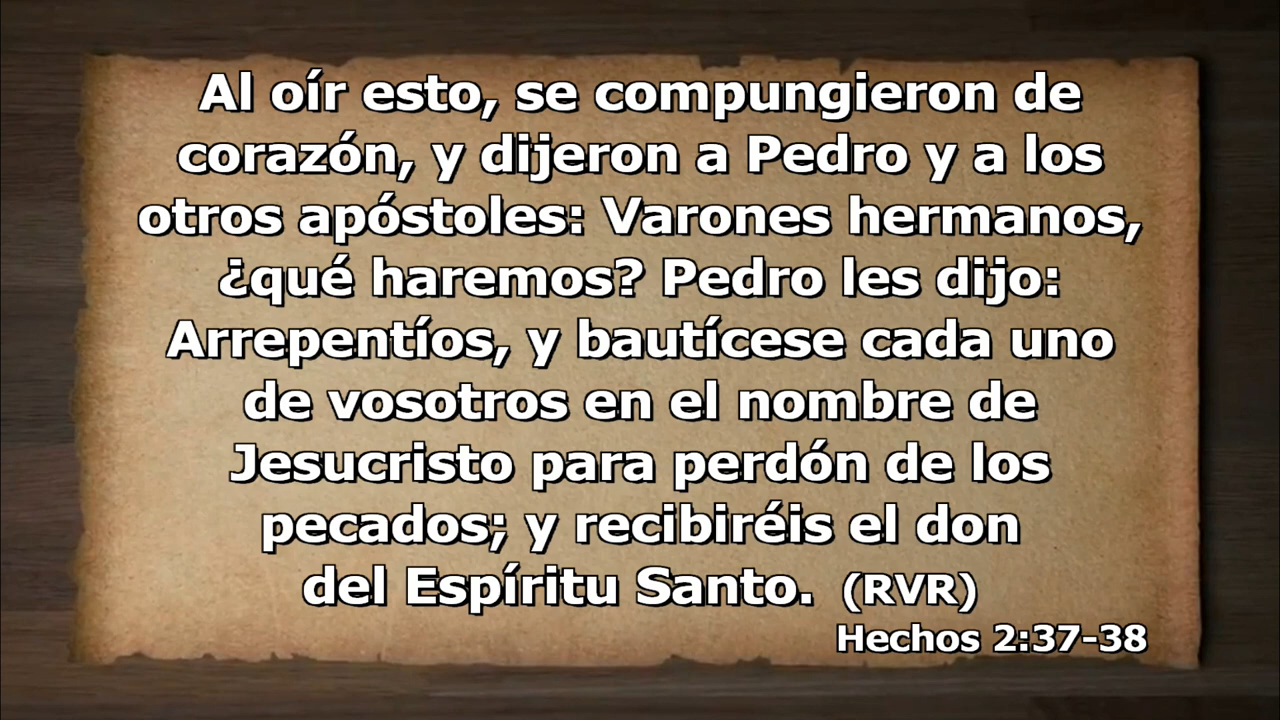 Al oír esto, se compungieron de
corazón, y dijeron a Pedro y a los
otros apóstoles: Varones hermanos,
¿qué haremos? Pedro les dijo:
Arrepentíos, y bautícese cada uno
de vosotros en el nombre de
Jesucristo para perdón de los
pecados; y recibiréis el don
del Espíritu Santo. (RVR)
Hechos 2:37-38